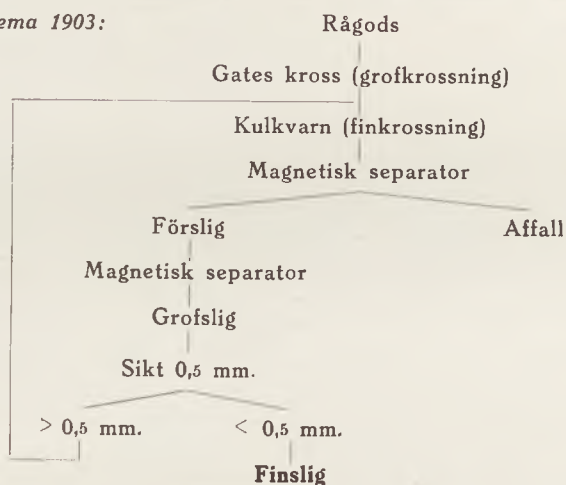 ema 1903:
Rågods
Gates kross (grofkrossning)
Kulkvarn (finkrossning)
Magnetisk separator
Förslig Affall
Magnetisk separator
Grofslig
Sikt 0,5 mm.
> 0,5 mm. < 0,5 mm.
Finslig